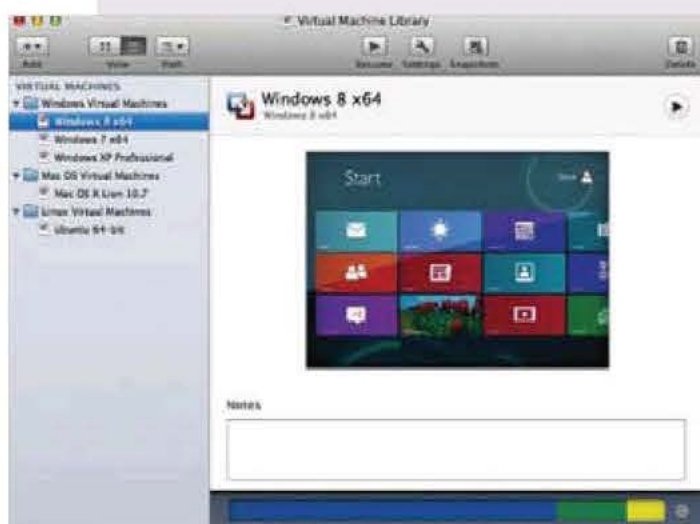 Virtual Machine Library
Add
View
Resume Settings Snapshots
Delete
VIRTUAL MACHINES
Windows Virtual Machines
Windows 8 x64
Windows 7 x64
Windows XP Professional
Mac OS Virtual Machines
Mac OS X Lion 10.7
Linux Virtual Machines
Ubuntu 64-bit
Windows 8 x64
Windows 8 x64
Start
Notes